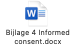 W
Bijlage 4 Informed
consent.docx